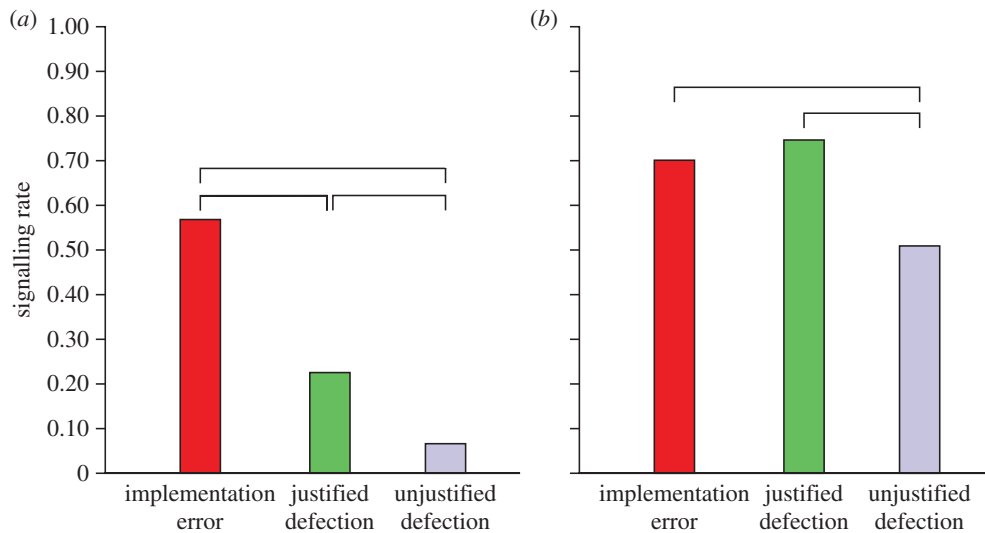 (a)
1.00
0.90
0.80
0.70
0.60
0.50
0.40
0.30
0.20
0.10
0
signalling rate
implementation
error
justified
defection
unjustified
defection
(b)
implementation
error
justified
defection
unjustified
defection